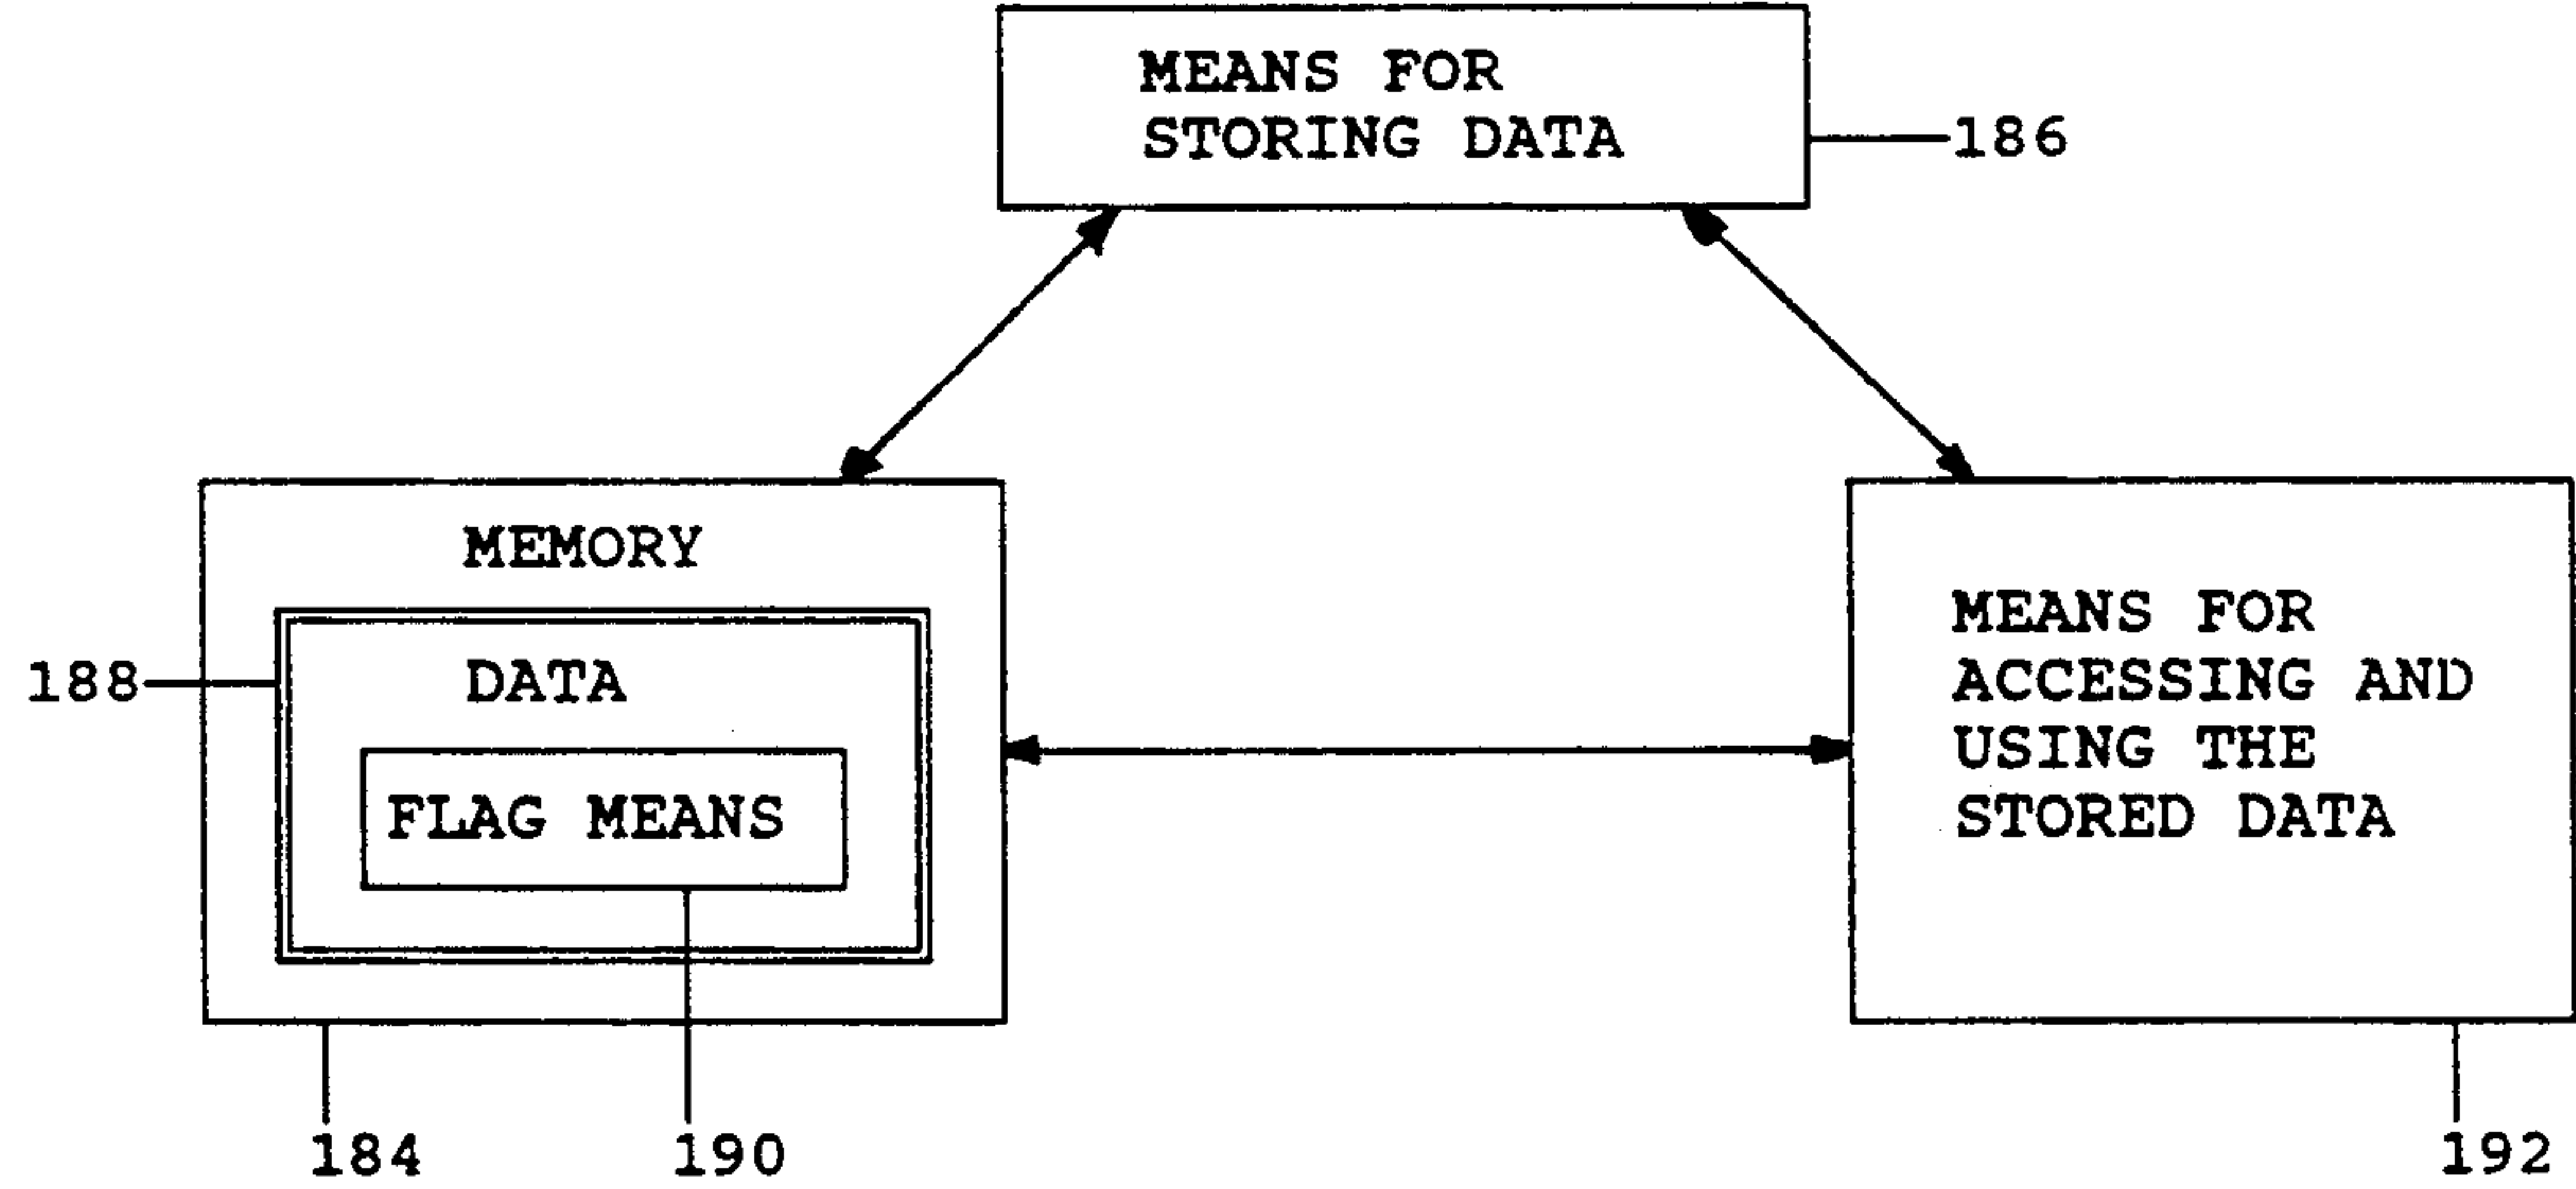 MEANS FOR
STORING DATA
186
MEMORY
188
DATA
FLAG MEANS
184
190
MEANS FOR
ACCESSING AND
USING THE
STORED DATA
192